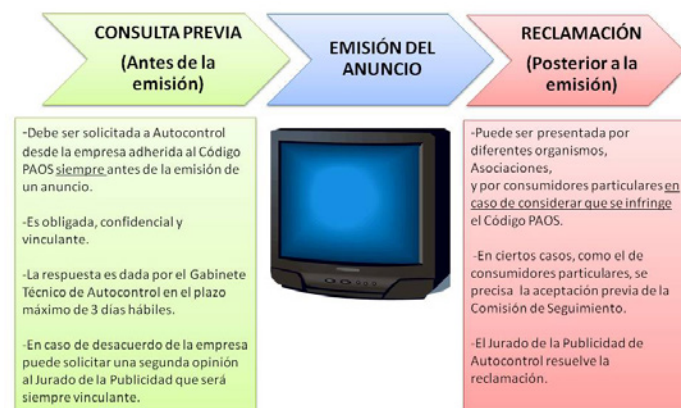 CONSULTA PREVIA
(Antes de la
emisión)
EMISIÓN DEL
ANUNCIO
RECLAMACIÓN
(Posterior a la
emisión)
-Debe ser solicitada a Autocontrol
desde la empresa adherida al Código
PAOS siempre antes de la emisión de
un anuncio.
-Es obligada, confidencial y
vinculante.
-La respuesta es dada por el Gabinete
Técnico de Autocontrol en el plazo
máximo de 3 días hábiles.
-En caso de desacuerdo de la empresa
puede solicitar una segunda opinión
al Jurado de la Publicidad que será
siempre vinculante.
-Puede ser presentada por
diferentes organismos,
Asociaciones,
y por consumidores particulares en
caso de considerar que se infringe
el Código PAOS.
-En ciertos casos, como el de
consumidores particulares, se
precisa la aceptación previa de la
Comisión de Seguimiento.
-El Jurado de la Publicidad de
Autocontrol resuelve la
reclamación.